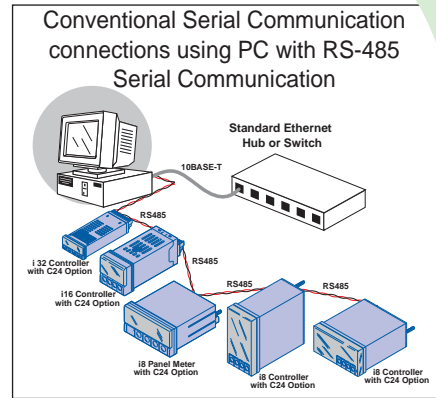 Conventional Serial Communication
connections using PC with RS-485
Serial Communication
Standard Ethernet
Hub or Switch
10BASE-T
RS485
i 32 Controller
with C24 Option
RS485
i16 Controller
with C24 Option
RS485
RS485
i8 Panel Meter
with C24 Option
i8 Controller
with C24 Option
i8 Controller
with C24 Option